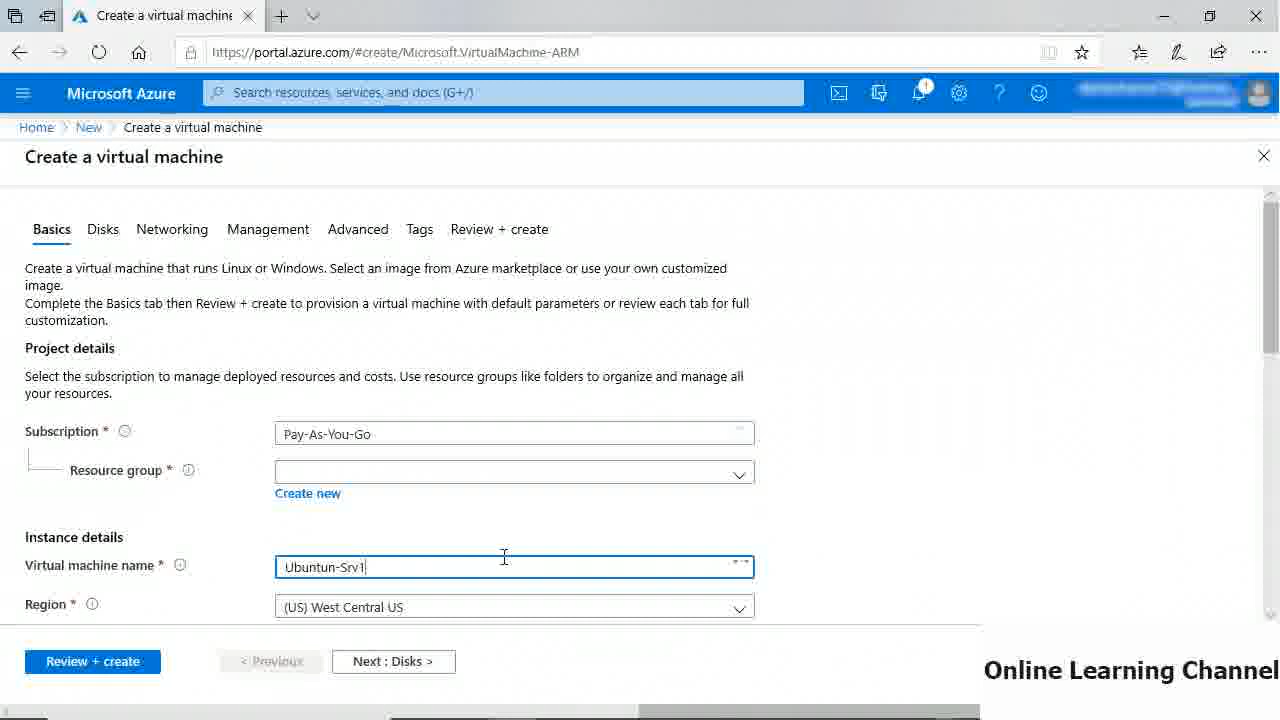 Create a virtual machine
https://portal.azure.com/#create/Microsoft.VirtualMachine-ARM
Microsoft Azure
Search resources, services, and docs (G+/)
1
Home
New
Create a virtual machine
Create a virtual machine
Basics
Disks
Networking
Management
Advanced
Tags
Review + create
Create a virtual machine that runs Linux or Windows. Select an image from Azure marketplace or use your own customized
image.
Complete the Basics tab then Review + create to provision a virtual machine with default parameters or review each tab for full
customization.
Project details
Select the subscription to manage deployed resources and costs. Use resource groups like folders to organize and manage all
your resources.
Subscription *
Pay-As-You-Go
Resource group *
Create new
Instance details
Virtual machine name *
Ubuntun-Srv1
Region *
(US) West Central US
Review + create
< Previoux
Next : Disks >
Online Learning Channel